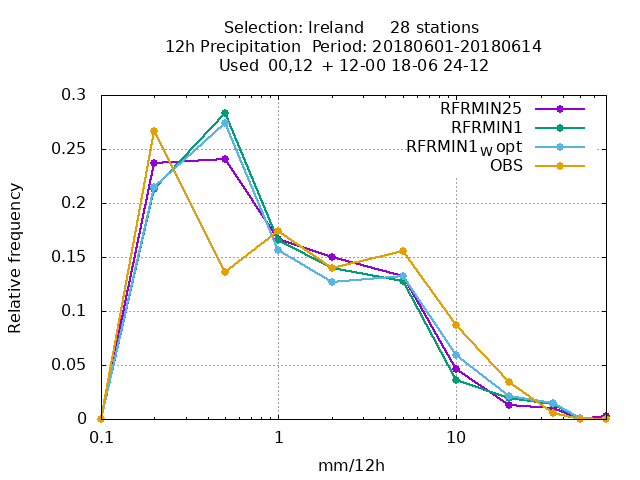 Selection: Ireland 28 stations
12h Precipitation Period: 20180601-20180614
Used 00,12 + 12-00 18-06 24-12
RFRMIN25
RFRMIN1
RFRMIN1w opt
OBS
Relative frequency
0.3
0.25
0.2
0.15
0.1
0.05
0
0.1 1 10
mm/12h